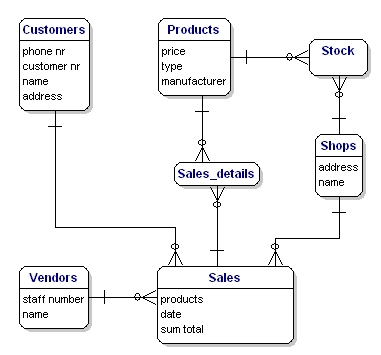 Customers
phone nr
customer nr
name
address
Products
price
type
manufacturer
Stock
Shops
address
name
Sales_details
Vendors
staff number
name
Sales
products
date
sum total